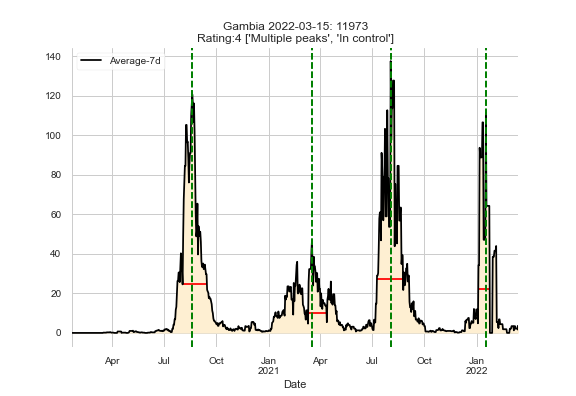 Gambia 2022-03-15: 11973
Rating:4 ['Multiple peaks', 'In control']
Average-7d
140
120
100
80
60
40
20
0
Apr
Jul
Oct
Jan
2021
Apr
Jul
Oct
Jan
2022
Date